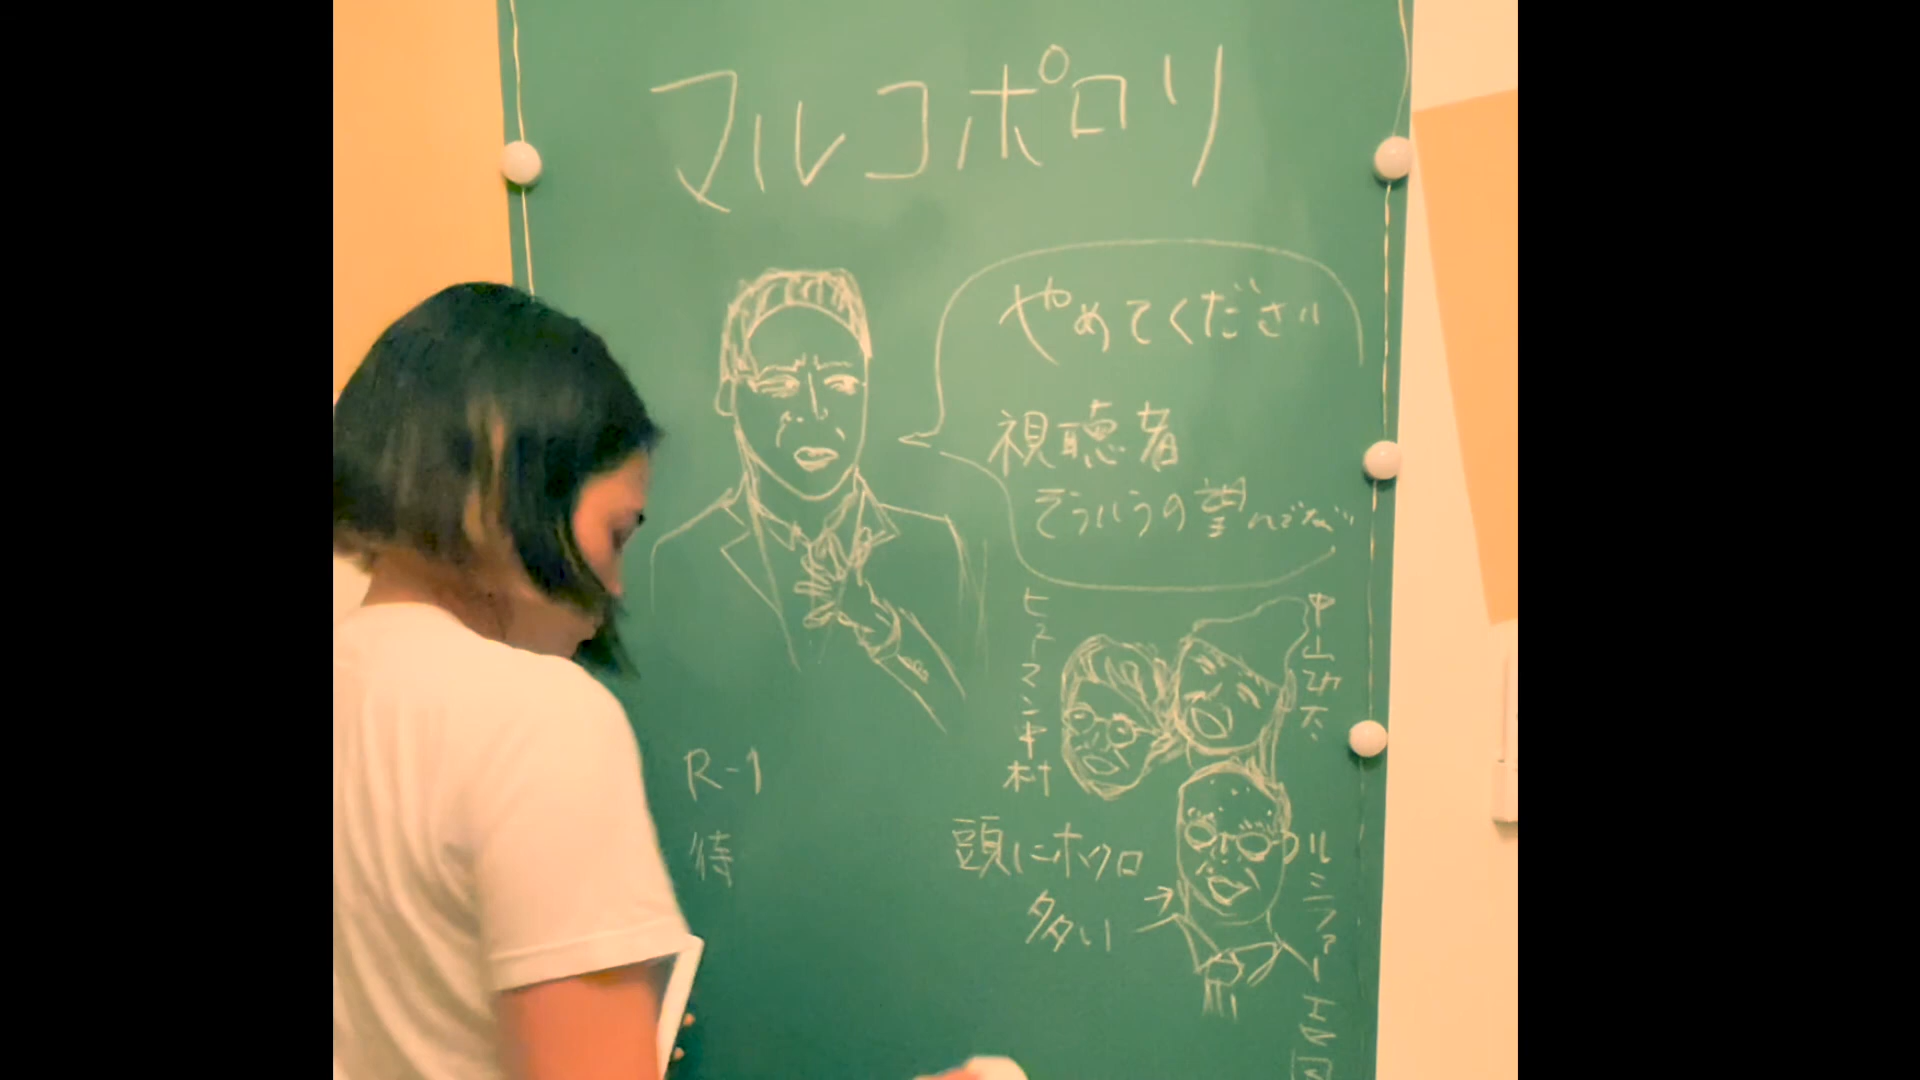 マルコポロリ
やめてください
視聴者
そういうの望んでない
ヒューマン中村
中山功太
R-1
待
頭にホクロ
多い
ルシファー吉岡